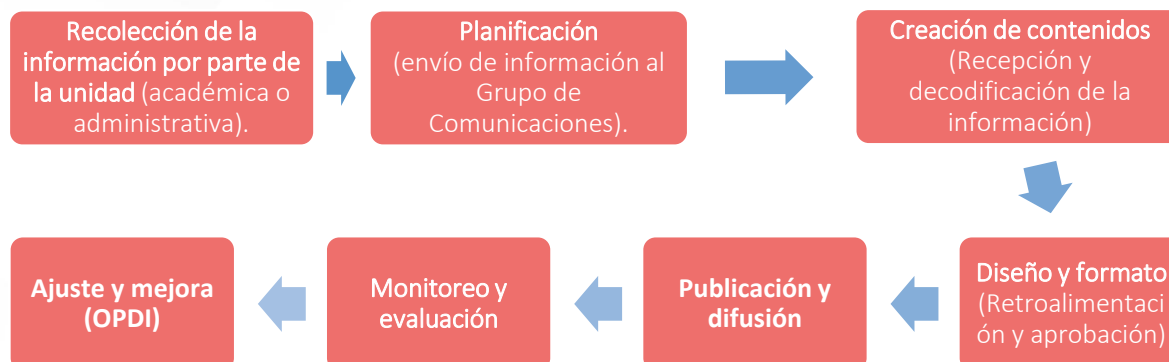 Recolección de la
información por parte de
la unidad (académica o
administrativa).
Planificación
(envío de información al
Grupo de
Comunicaciones).
Creación de contenidos
(Recepción y
decodificación de la
información)
Diseño y formato
(Retroalimentaci
ón y aprobación)
Publicación y
difusión
Monitoreo y
evaluación
Ajuste y mejora
(OPDI)